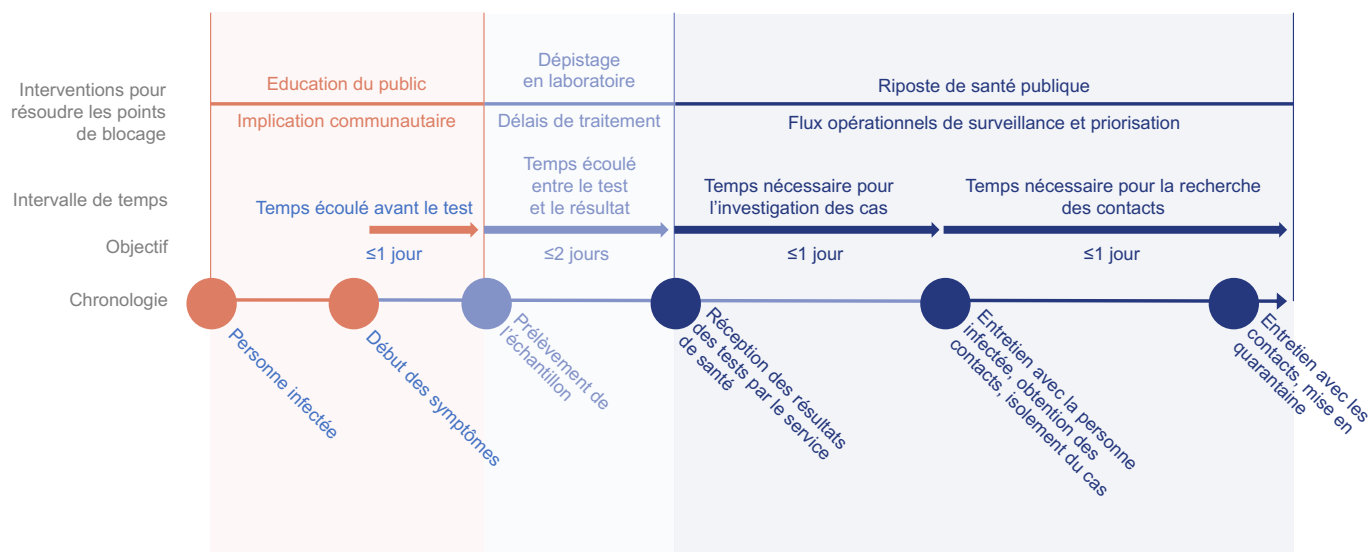 Interventions pour
résoudre les points
de blocage
Education du public
Implication communautaire
Dépistage
en laboratoire
Délais de traitement
Riposte de santé publique
Flux opérationnels de surveillance et priorisation
Intervalle de temps
Temps écoulé avant le test
Temps écoulé
entre le test
et le résultat
Temps nécessaire pour
l'investigation des cas
Temps nécessaire pour la recherche
des contacts
Objectif
≤1 jour
≤2 jours
≤1 jour
≤1 jour
Chronologie
Personne infectée
Début des symptômes
Prélèvement de
l'échantillon
Réception des résultats
des tests par le service
de santé
Entretien avec la personne
infectée, obtention des
contacts, isolement du cas
Entretien avec les
contacts, mise en
quarantaine